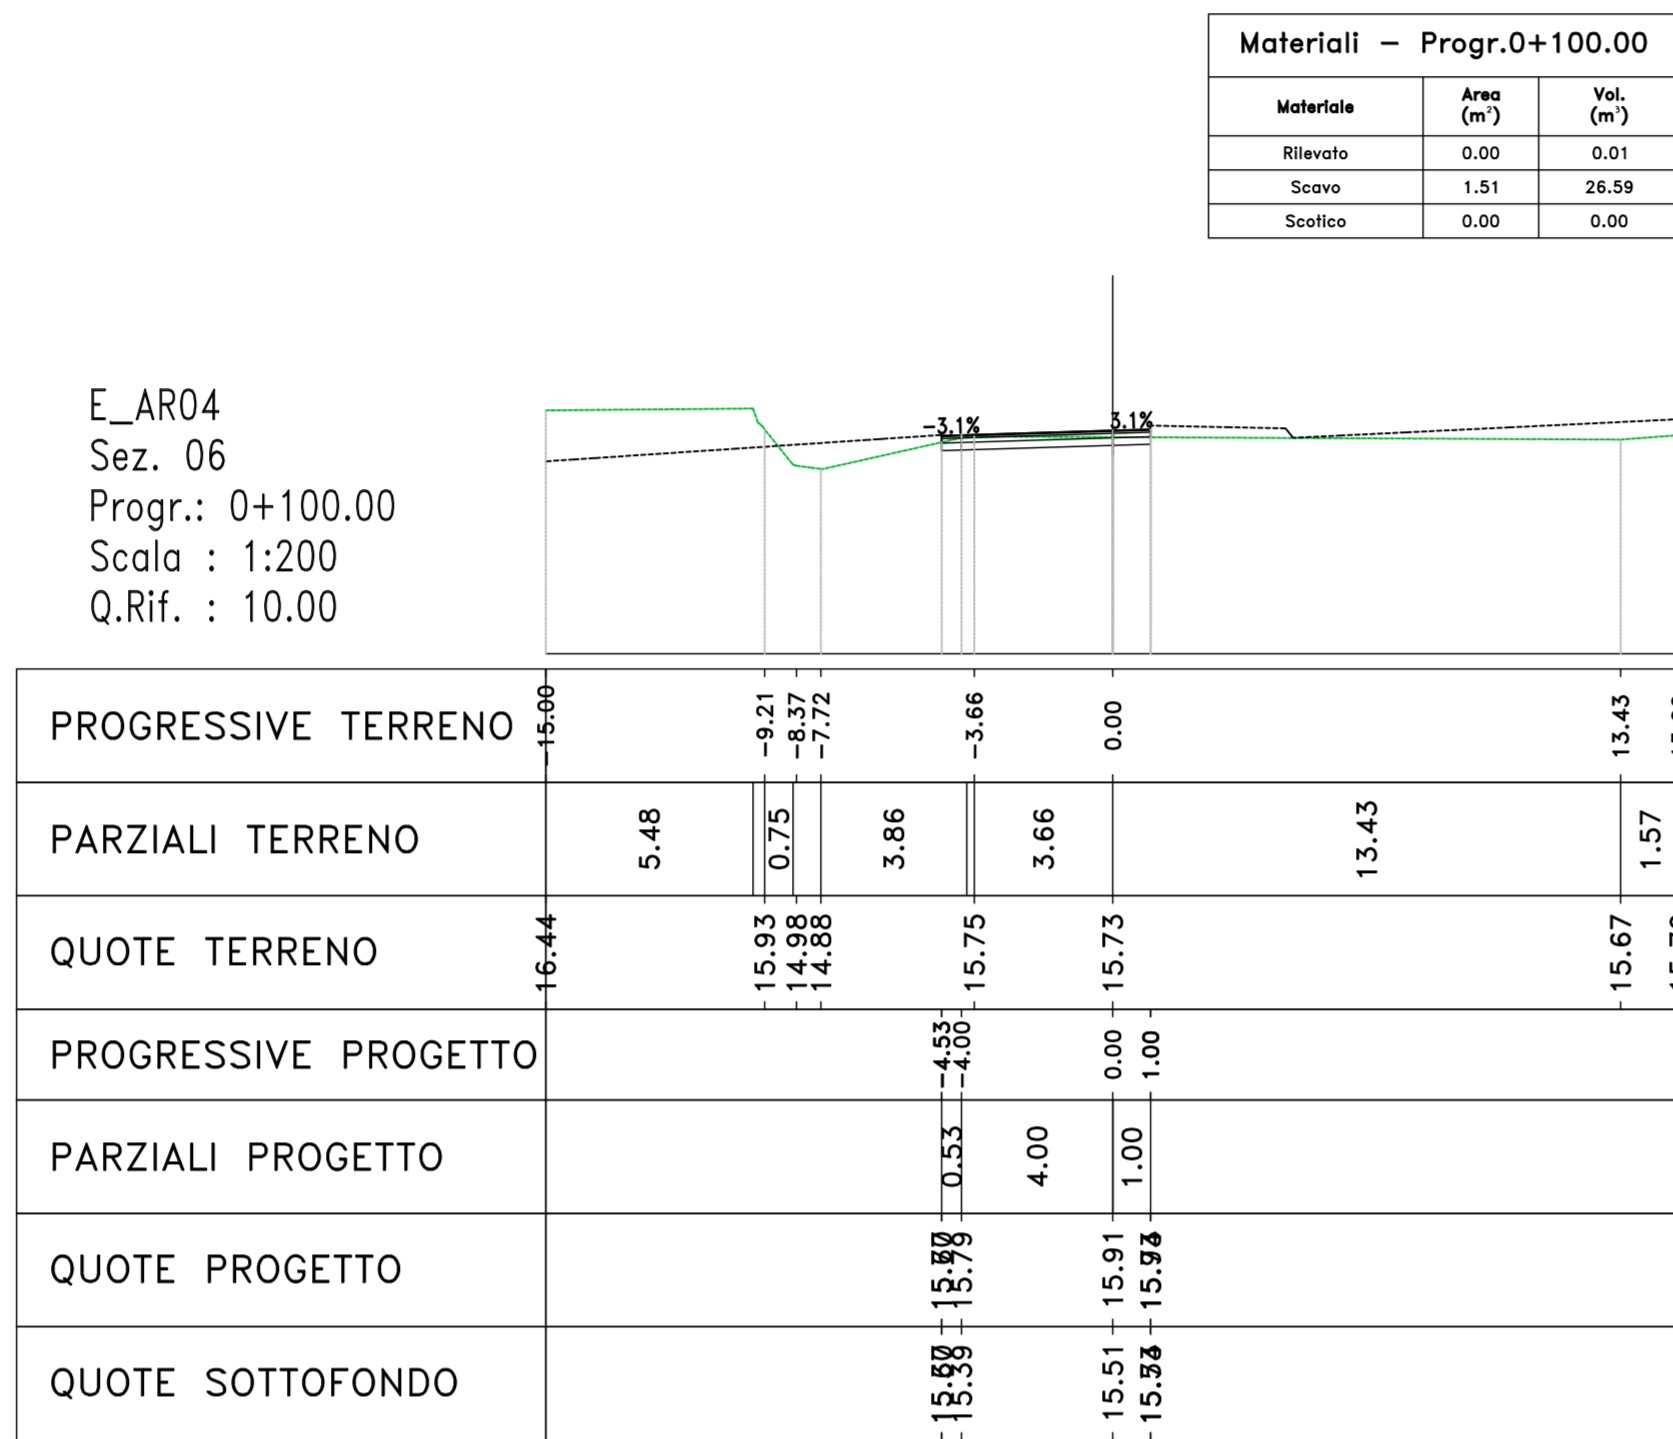 Materiali – Progr.0+100.00
Materiale Area (m²) Vol. (m³)
Rilevato 0.00 0.01
Scavo 1.51 26.59
Scotico 0.00 0.00
-3.1% 3.1%
E_AR04
Sez. 06
Progr.: 0+100.00
Scala : 1:200
Q.Rif. : 10.00
PROGRESSIVE TERRENO -15.00 -9.21 -8.37 -7.72 -3.66 0.00 13.43
PARZIALI TERRENO 5.48 0.75 3.86 3.66 13.43 1.57
QUOTE TERRENO 16.44 15.93 14.98 14.88 15.75 15.73 15.67
PROGRESSIVE PROGETTO -4.53 -4.00 0.00 1.00
PARZIALI PROGETTO 0.53 4.00 1.00
QUOTE PROGETTO 15.79 15.91
QUOTE SOTTOFONDO 15.39 15.51